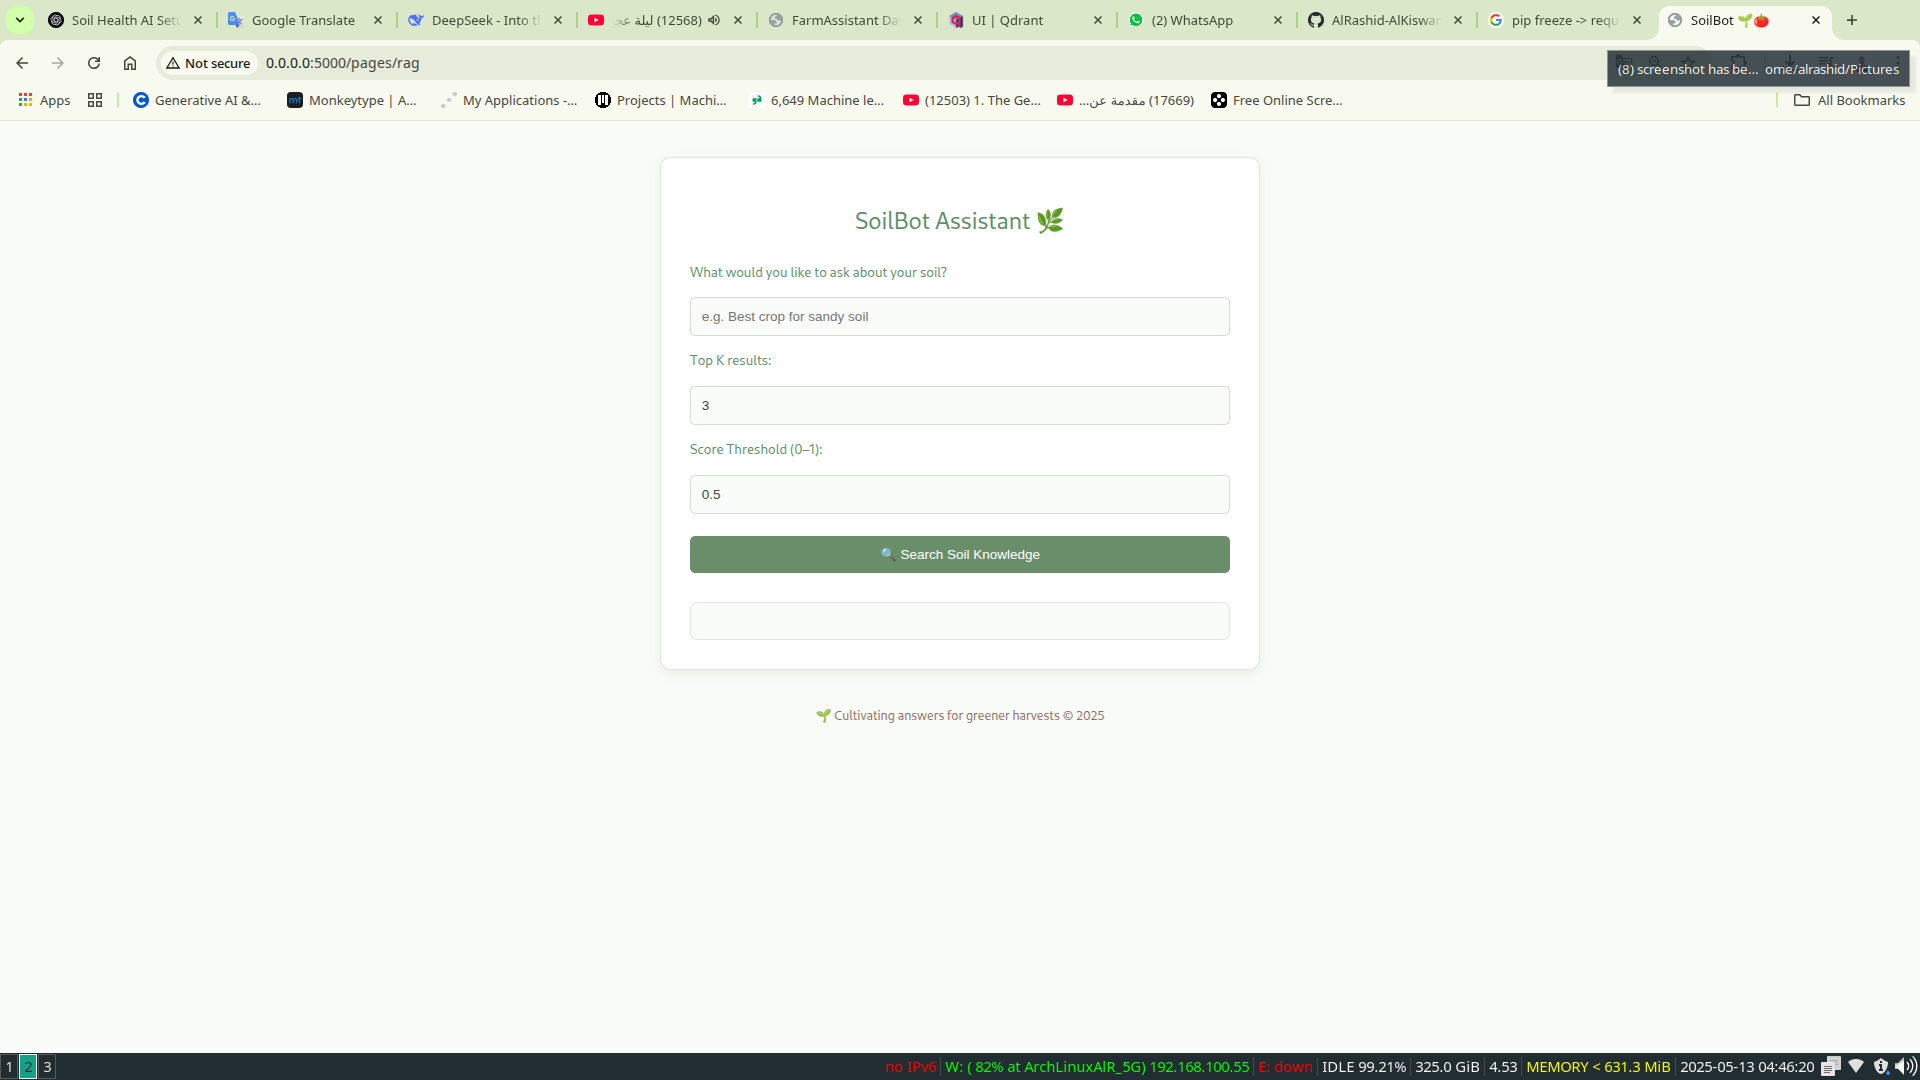 Soil Health AI Setu
Google Translate
DeepSeek - Into th
(12568) ليلة عج
FarmAssistant Da
UI | Qdrant
(2) WhatsApp
AlRashid-AlKiswan
pip freeze -> requ
SoilBot 🌱🍅
Not secure
0.0.0.0:5000/pages/rag
(8) screenshot has be... ome/alrashid/Pictures
Apps
Generative AI &...
mt
Monkeytype | A...
My Applications -...
Projects | Machi...
6,649 Machine le...
(12503) 1. The Ge...
(17669) مقدمة عن...
Free Online Scre...
All Bookmarks
SoilBot Assistant 🌿
What would you like to ask about your soil?
e.g. Best crop for sandy soil
Top K results:
3
Score Threshold (0–1):
0.5
🔍 Search Soil Knowledge
🌱 Cultivating answers for greener harvests © 2025
1 2 3
no IPv6 | W: ( 82% at ArchLinuxAlR_5G) 192.168.100.55 | E: down | IDLE 99.21% | 325.0 GiB | 4.53 | MEMORY < 631.3 MiB | 2025-05-13 04:46:20